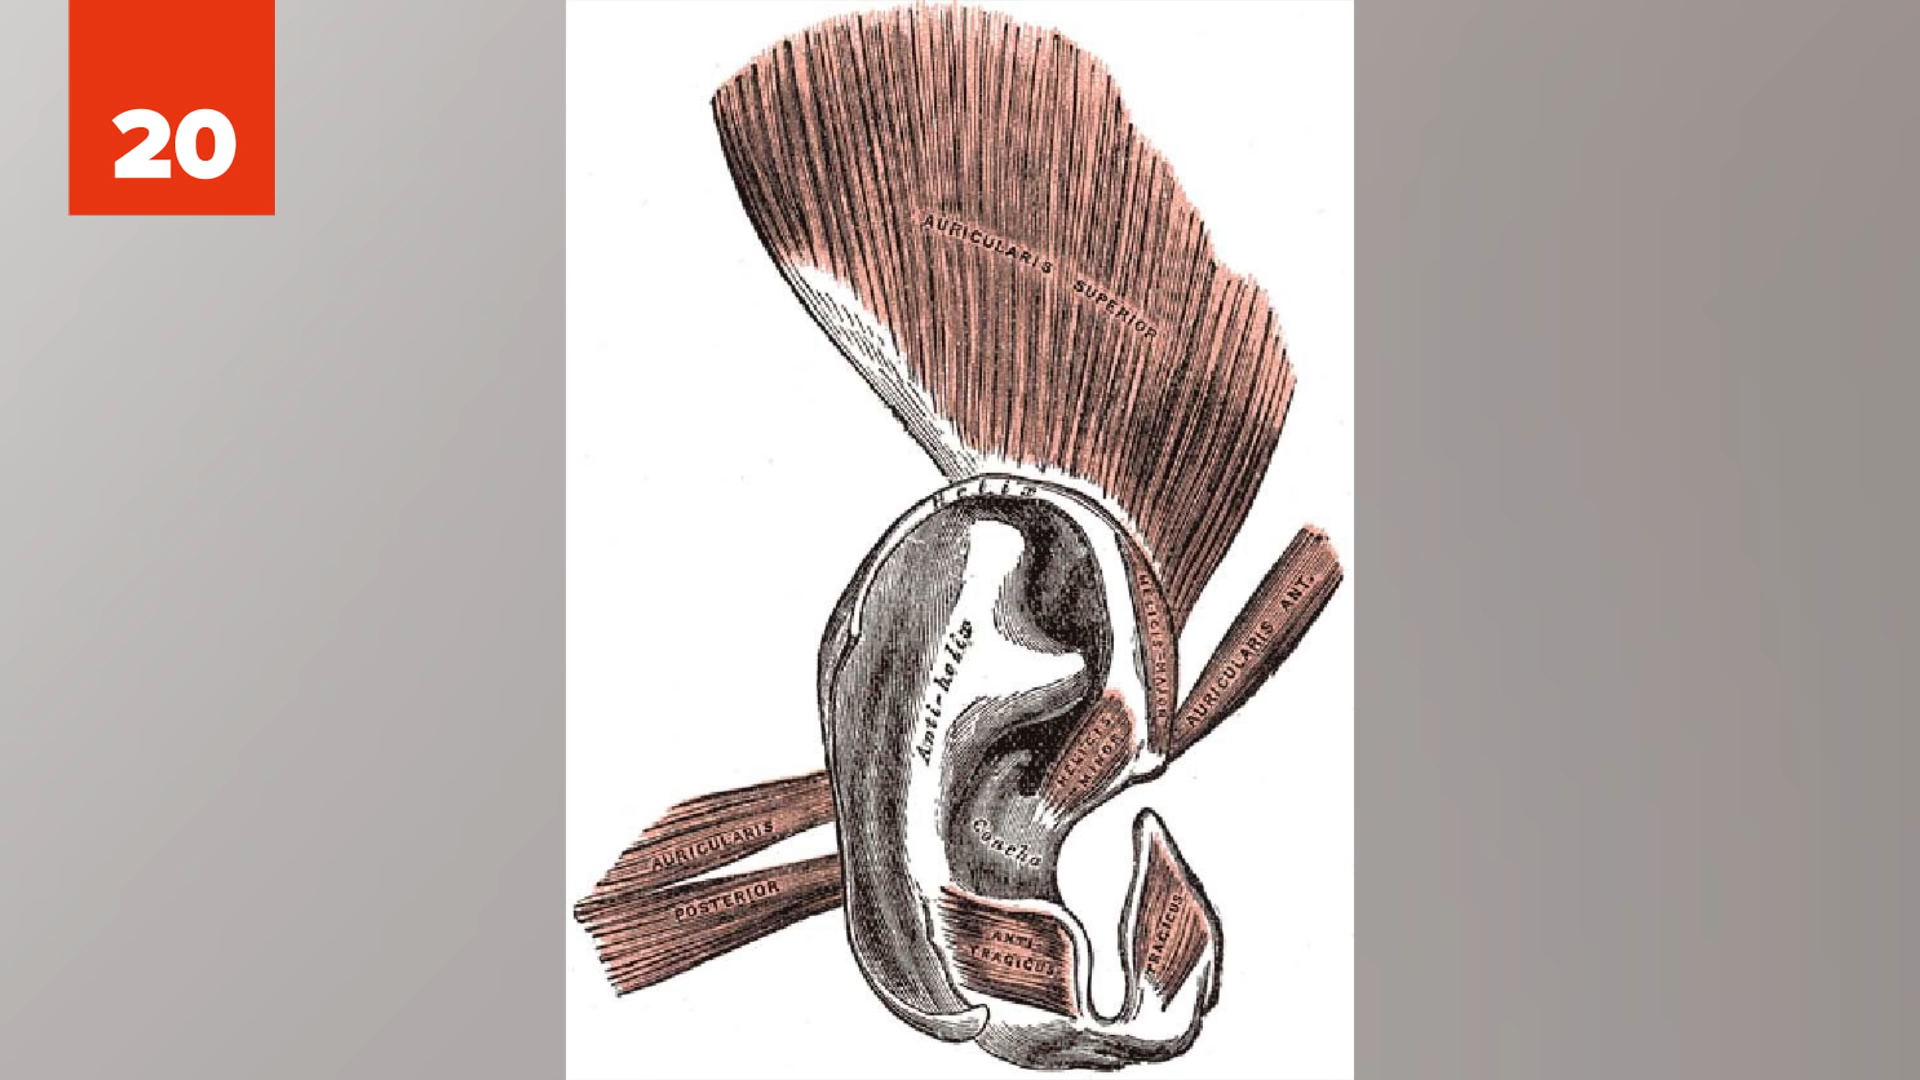 20
AURICULARIS SUPERIOR
Helix
HELICIS-MAJOR
AURICULARIS ANT.
Anti-helix
HELICIS
MINOR
Concha
AURICULARIS
POSTERIOR
ANTI-
TRAGICUS
TRAGICUS